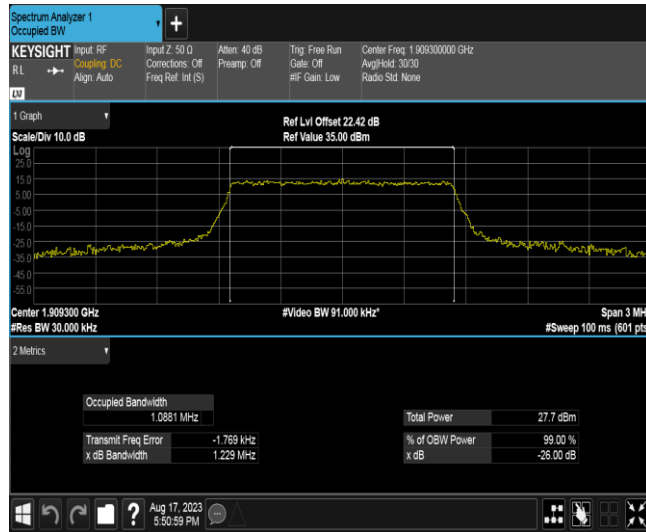 Spectrum Analyzer 1
Occupied BW
KEYSIGHT
RL
LXI
Input: RF
Coupling: DC
Align: Auto
Input Z: 50 Ω
Corrections: Off
Freq Ref: Int (S)
Atten: 40 dB
Preamp: Off
Trig: Free Run
Gate: Off
#IF Gain: Low
Center Freq: 1.909300000 GHz
Avg|Hold: 30/30
Radio Std: None
1 Graph
Scale/Div 10.0 dB
Ref Lvl Offset 22.42 dB
Ref Value 35.00 dBm
Log
25.0
15.0
5.00
-5.00
-15.0
-25.0
-35.0
-45.0
-55.0
Center 1.909300 GHz
#Res BW 30.000 kHz
#Video BW 91.000 kHz*
Span 3 MH
#Sweep 100 ms (601 pts
2 Metrics
Occupied Bandwidth
1.0881 MHz
Transmit Freq Error -1.769 kHz
x dB Bandwidth 1.229 MHz
Total Power 27.7 dBm
% of OBW Power 99.00 %
x dB -26.00 dB
Aug 17, 2023
5:50:59 PM